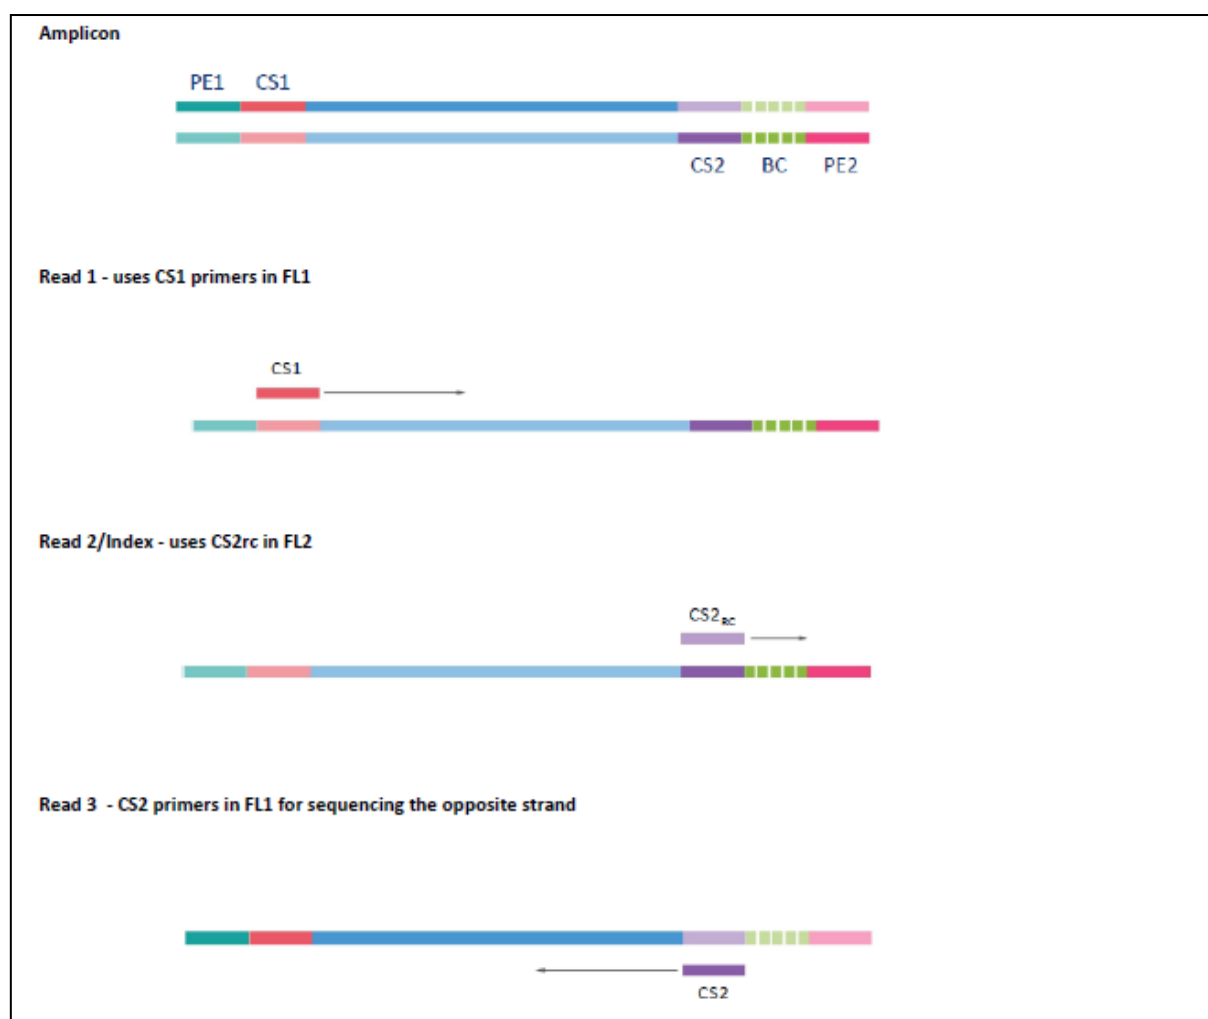 Amplicon
PE1 CS1
CS2 BC PE2
Read 1 - uses CS1 primers in FL1
CS1
Read 2/Index - uses CS2rc in FL2
CS2RC
Read 3 - CS2 primers in FL1 for sequencing the opposite strand
CS2